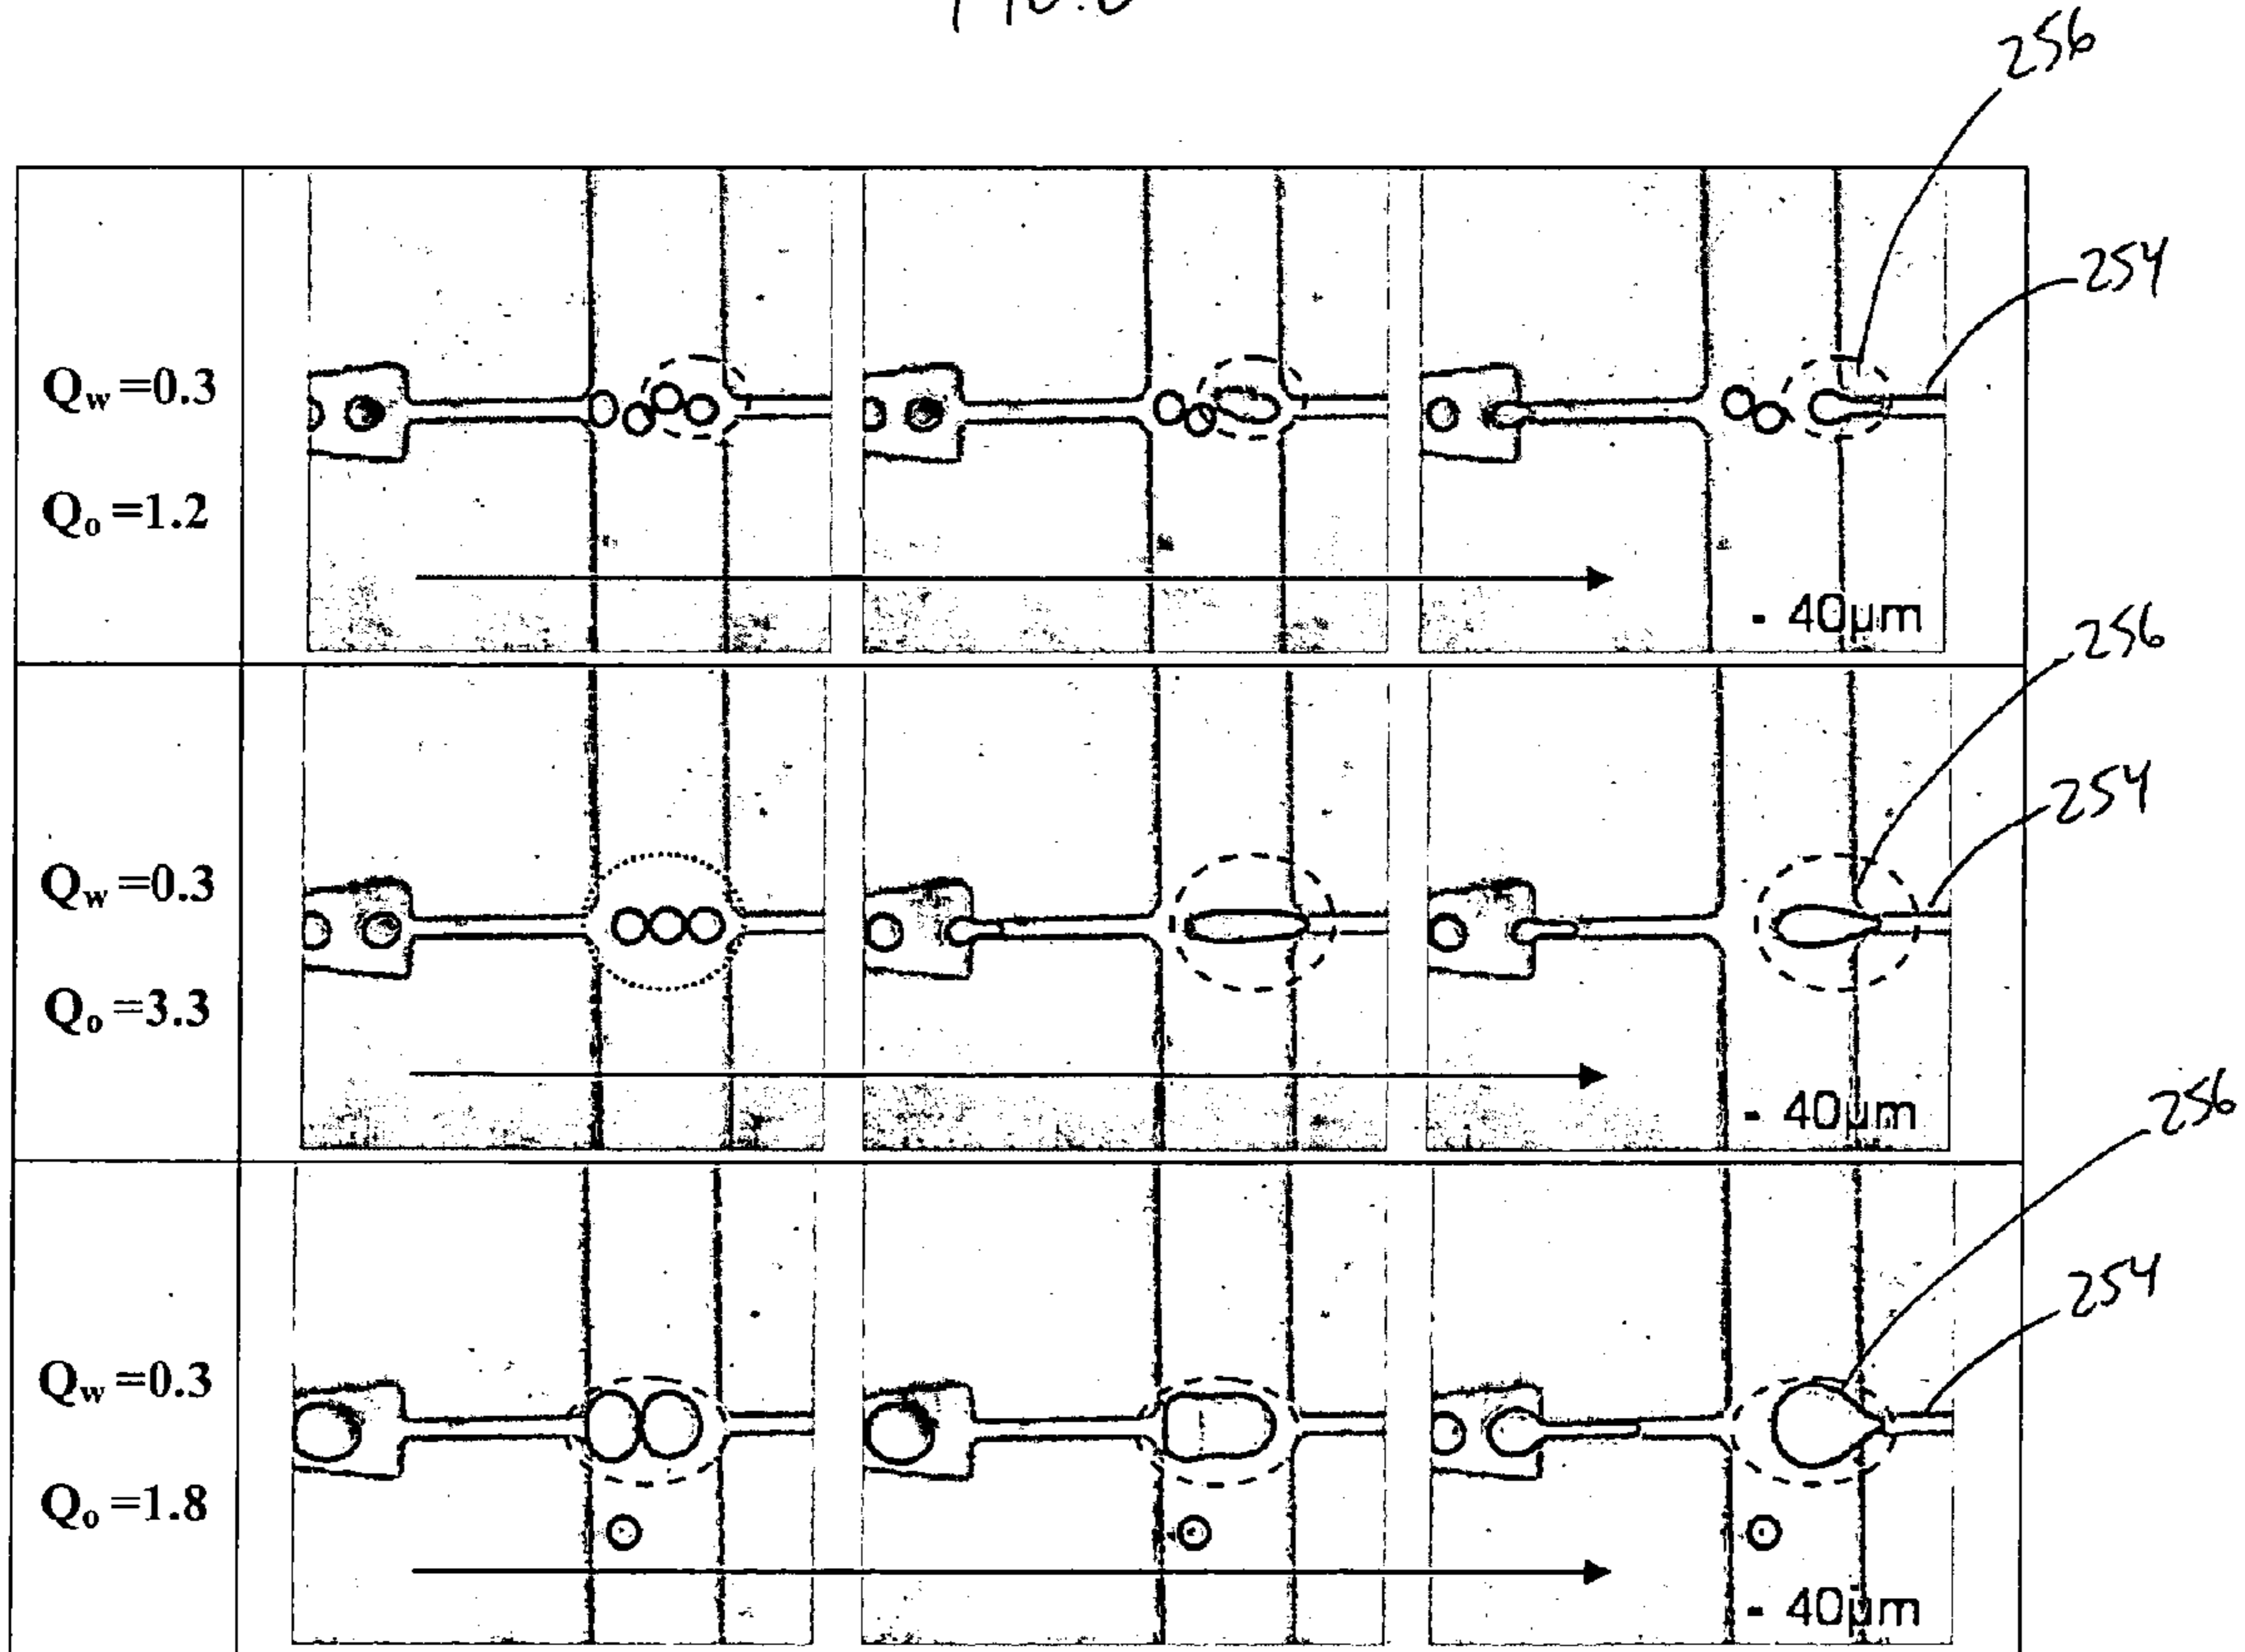 256
254
Qw =0.3
Qo =1.2
- 40µm
256
254
Qw =0.3
Qo =3.3
- 40µm
256
254
Qw =0.3
Qo =1.8
- 40µm